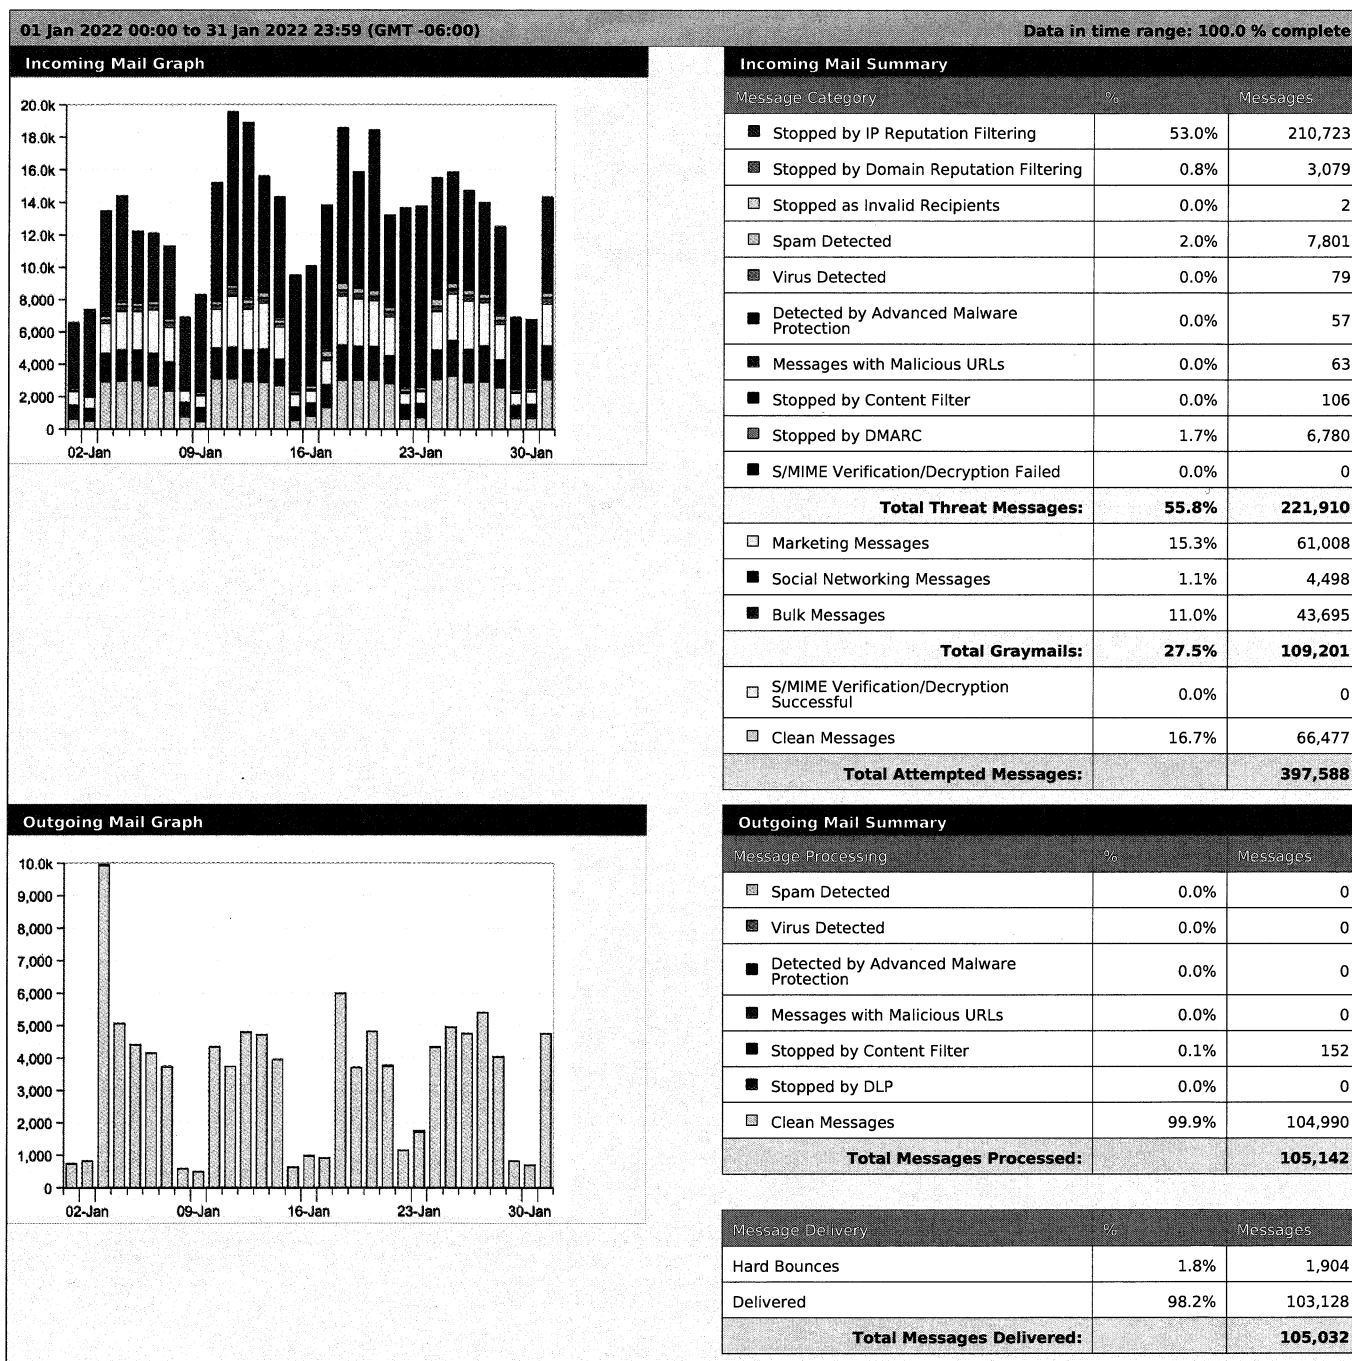 01 Jan 2022 00:00 to 31 Jan 2022 23:59 (GMT -06:00) Data in time range: 100.0 % complete
Incoming Mail Graph
20.0k
18.0k
16.0k
14.0k
12.0k
10.0k
8,000
6,000
4,000
2,000
0
02-Jan 09-Jan 16-Jan 23-Jan 30-Jan
Incoming Mail Summary
Message Category % Messages
Stopped by IP Reputation Filtering 53.0% 210,723
Stopped by Domain Reputation Filtering 0.8% 3,079
Stopped as Invalid Recipients 0.0% 2
Spam Detected 2.0% 7,801
Virus Detected 0.0% 79
Detected by Advanced Malware
Protection 0.0% 57
Messages with Malicious URLs 0.0% 63
Stopped by Content Filter 0.0% 106
Stopped by DMARC 1.7% 6,780
S/MIME Verification/Decryption Failed 0.0% 0
Total Threat Messages: 55.8% 221,910
Marketing Messages 15.3% 61,008
Social Networking Messages 1.1% 4,498
Bulk Messages 11.0% 43,695
Total Graymails: 27.5% 109,201
S/MIME Verification/Decryption
Successful 0.0% 0
Clean Messages 16.7% 66,477
Total Attempted Messages: 397,588
Outgoing Mail Graph
10.0k
9,000
8,000
7,000
6,000
5,000
4,000
3,000
2,000
1,000
0
02-Jan 09-Jan 16-Jan 23-Jan 30-Jan
Outgoing Mail Summary
Message Processing % Messages
Spam Detected 0.0% 0
Virus Detected 0.0% 0
Detected by Advanced Malware
Protection 0.0% 0
Messages with Malicious URLs 0.0% 0
Stopped by Content Filter 0.1% 152
Stopped by DLP 0.0% 0
Clean Messages 99.9% 104,990
Total Messages Processed: 105,142
Message Delivery % Messages
Hard Bounces 1.8% 1,904
Delivered 98.2% 103,128
Total Messages Delivered: 105,032